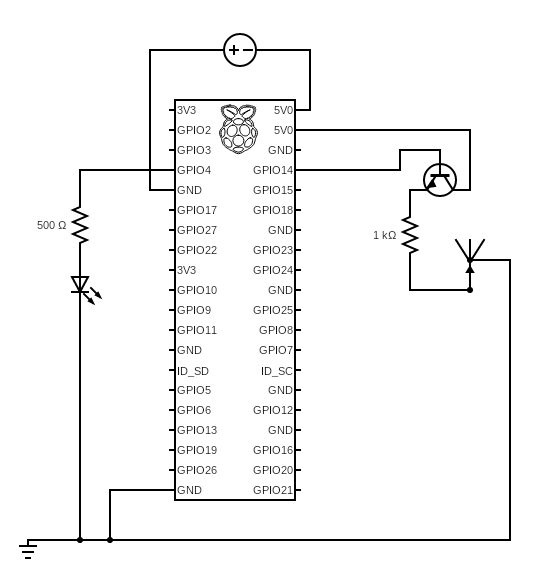 3V3 5V0
GPIO2 5V0
GPIO3 GND
GPIO4 GPIO14
GND GPIO15
GPIO17 GPIO18
500 Ω
GPIO27 GND
1 kΩ
GPIO22 GPIO23
3V3 GPIO24
GPIO10 GND
GPIO9 GPIO25
GPIO11 GPIO8
GND GPIO7
ID_SD ID_SC
GPIO5 GND
GPIO6 GPIO12
GPIO13 GND
GPIO19 GPIO16
GPIO26 GPIO20
GND GPIO21